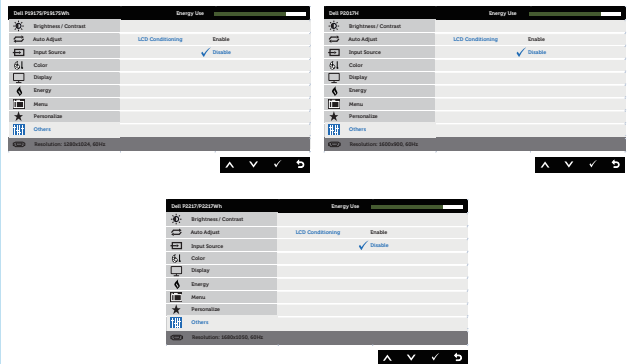 Dell P1917S/P1917SWh Energy Use
Brightness / Contrast
Auto Adjust LCD Conditioning Enable
Input Source Disable
Color
Display
Energy
Menu
Personalize
Others
Resolution: 1280x1024, 60Hz
Dell P2017H Energy Use
Brightness / Contrast
Auto Adjust LCD Conditioning Enable
Input Source Disable
Color
Display
Energy
Menu
Personalize
Others
Resolution: 1600x900, 60Hz
Dell P2217/P2217Wh Energy Use
Brightness / Contrast
Auto Adjust LCD Conditioning Enable
Input Source Disable
Color
Display
Energy
Menu
Personalize
Others
Resolution: 1680x1050, 60Hz